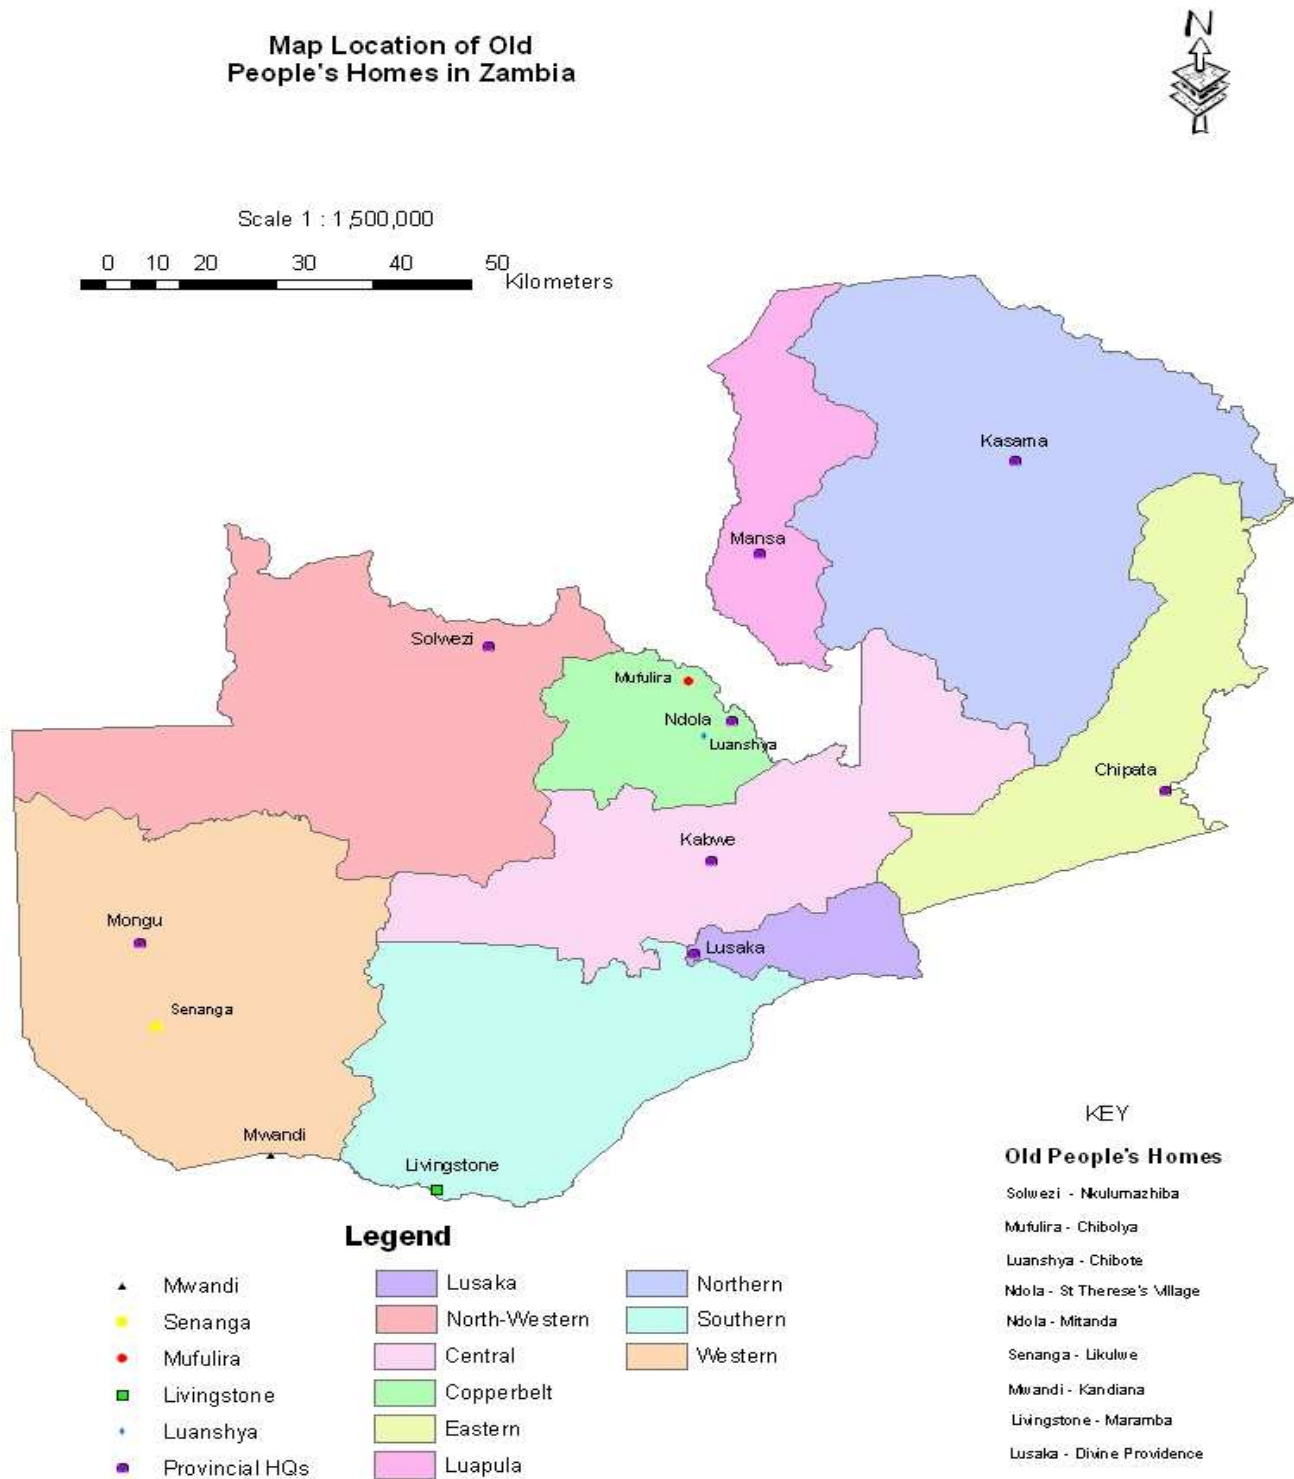 Map Location of Old
People's Homes in Zambia
N
Scale 1 : 1,500,000
0 10 20 30 40 50
Kilometers
Kasama
Mansa
Solwezi
Mufulira
Ndola
Luanshya
Chipata
Kabwe
Mongu
Lusaka
Senanga
Mwandi
Livingstone
KEY
Old People's Homes
Solwezi - Nkulumazhiba
Mufulira - Chibolya
Luanshya - Chibote
Ndola - St Therese's Village
Ndola - Mitanda
Senanga - Likulwe
Mwandi - Kandiana
Livingstone - Maramba
Lusaka - Divine Providence
Legend
Mwandi
Senanga
Mufulira
Livingstone
Luanshya
Provincial HQs
Lusaka
North-Western
Central
Copperbelt
Eastern
Luapula
Northern
Southern
Western